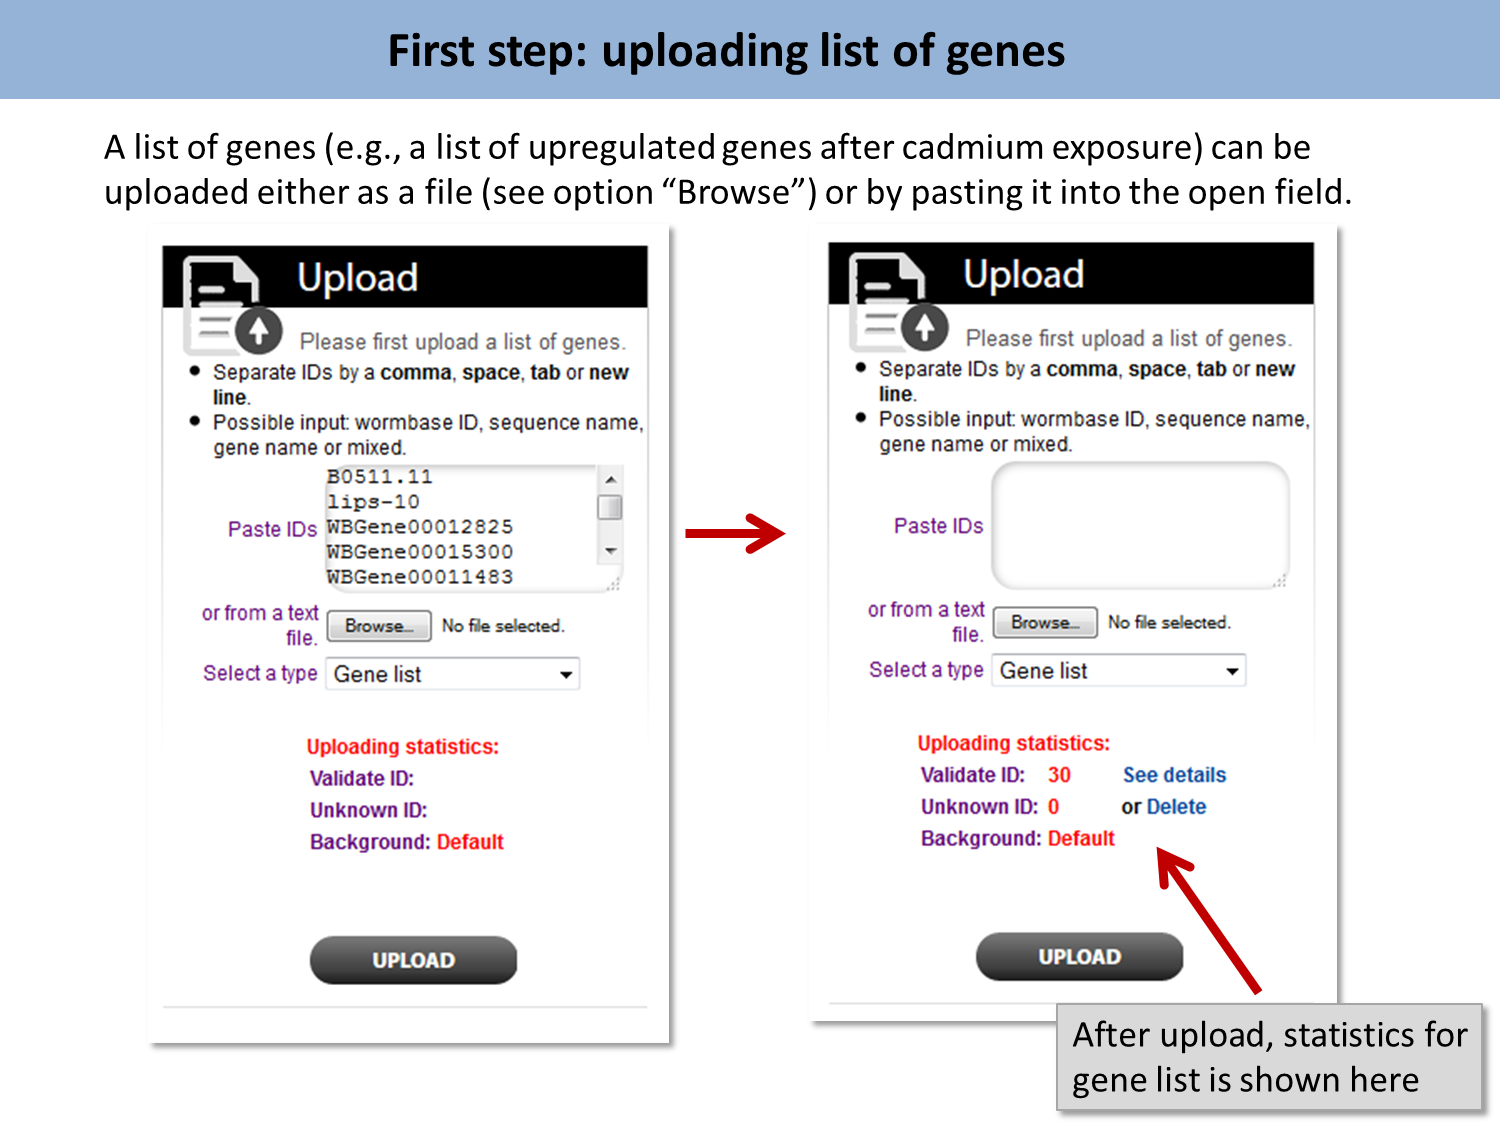 First step: uploading list of genes
A list of genes (e.g., a list of upregulated genes after cadmium exposure) can be
uploaded either as a file (see option “Browse”) or by pasting it into the open field.
Upload
Please first upload a list of genes.
Separate IDs by a comma, space, tab or new
line.
Possible input: wormbase ID, sequence name,
gene name or mixed.
B0511.11
lips-10
Paste IDs WBGene00012825
WBGene00015300
WBGene00011483
or from a text
file. Browse... No file selected.
Select a type Gene list
Uploading statistics:
Validate ID:
Unknown ID:
Background: Default
UPLOAD
Upload
Please first upload a list of genes.
Separate IDs by a comma, space, tab or new
line.
Possible input: wormbase ID, sequence name,
gene name or mixed.
Paste IDs
or from a text
file. Browse... No file selected.
Select a type Gene list
Uploading statistics:
Validate ID: 30 See details
Unknown ID: 0 or Delete
Background: Default
UPLOAD
After upload, statistics for
gene list is shown here